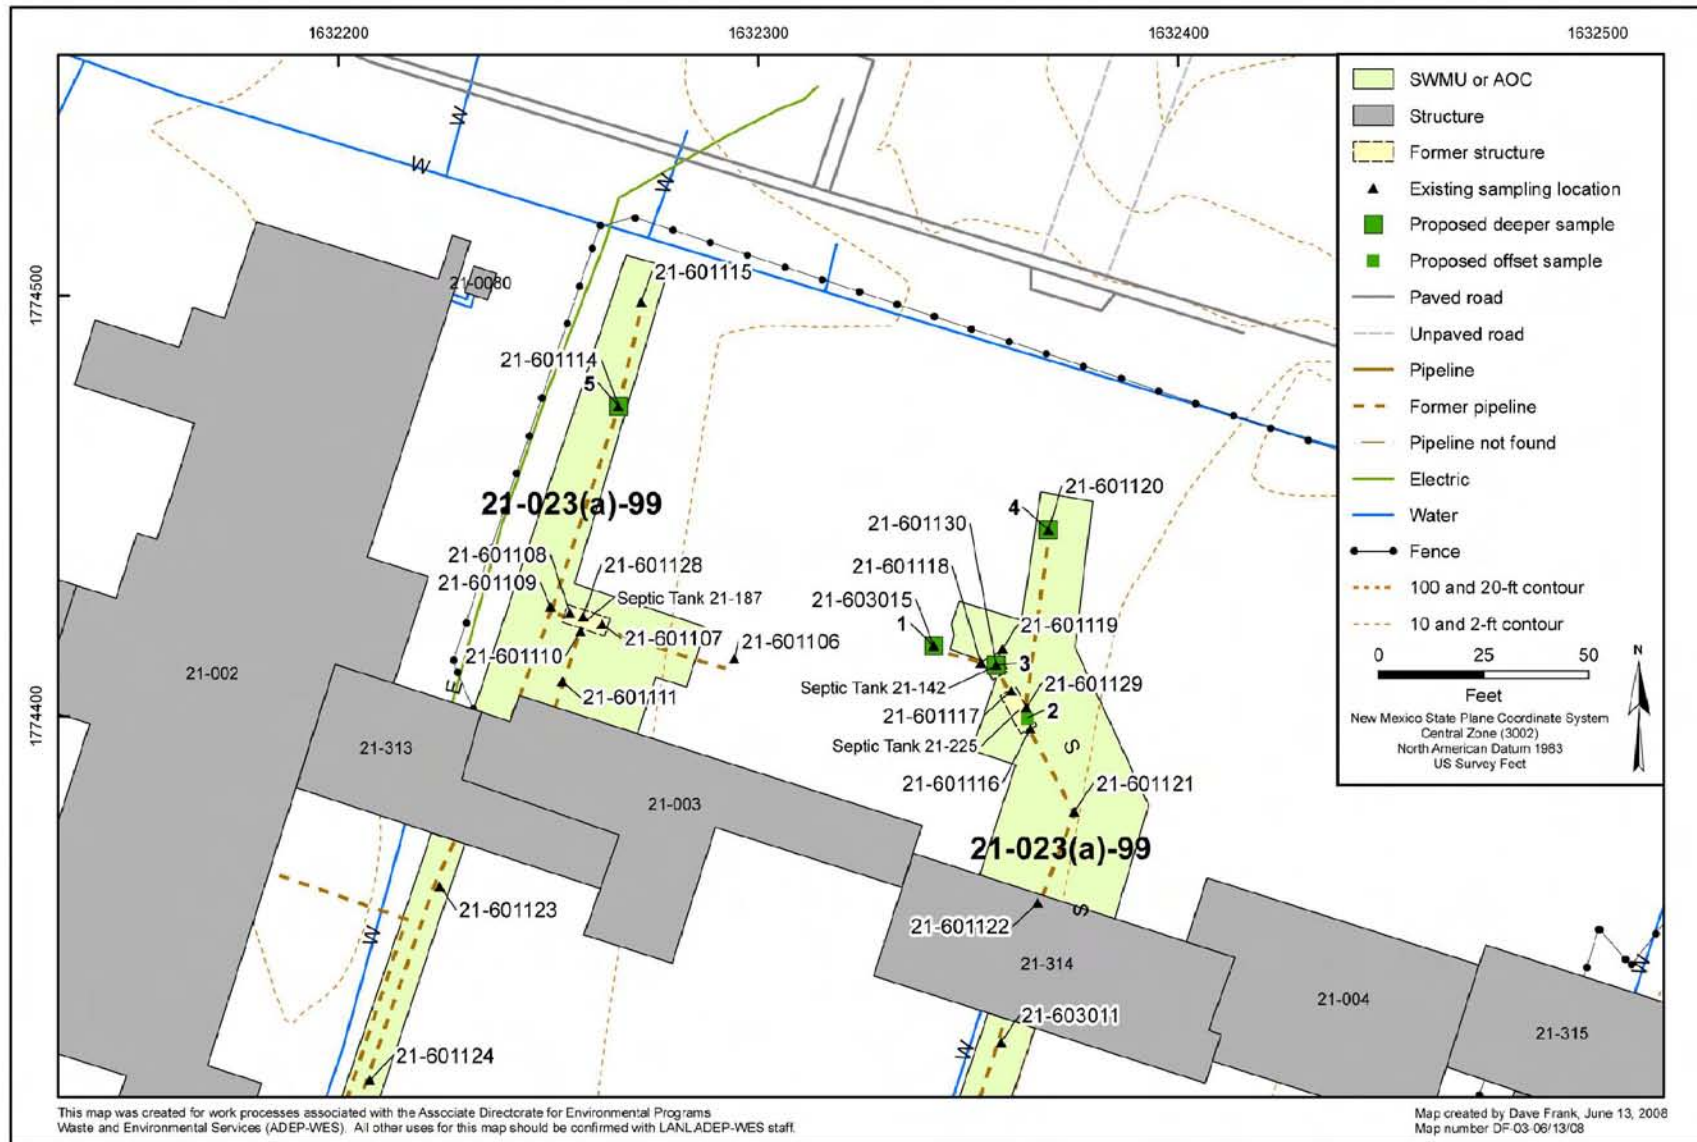 1632200
1632300
1632400
1632500
1774500
1774400
SWMU or AOC
Structure
Former structure
Existing sampling location
Proposed deeper sample
Proposed offset sample
Paved road
Unpaved road
Pipeline
Former pipeline
Pipeline not found
Electric
Water
Fence
100 and 20-ft contour
10 and 2-ft contour
0 25 50
Feet
N
New Mexico State Plane Coordinate System
Central Zone (3002)
North American Datum 1983
US Survey Feet
W
W
W
21-0080
21-601115
21-601114
5
21-023(a)-99
21-601108
21-601128
21-601109
Septic Tank 21-187
21-601107
21-601106
21-601110
21-601111
E
21-002
21-313
21-003
21-601120
4
21-601130
21-601118
21-603015
1
21-601119
3
Septic Tank 21-142
21-601129
2
21-601117
Septic Tank 21-225
S
21-601116
21-601121
21-023(a)-99
S
21-601122
21-314
21-004
21-315
21-601123
W
21-601124
21-603011
W
W
This map was created for work processes associated with the Associate Directorate for Environmental Programs
Waste and Environmental Services (ADEP-WES). All other uses for this map should be confirmed with LANL ADEP-WES staff.
Map created by Dave Frank, June 13, 2008
Map number DF-03-06/13/08